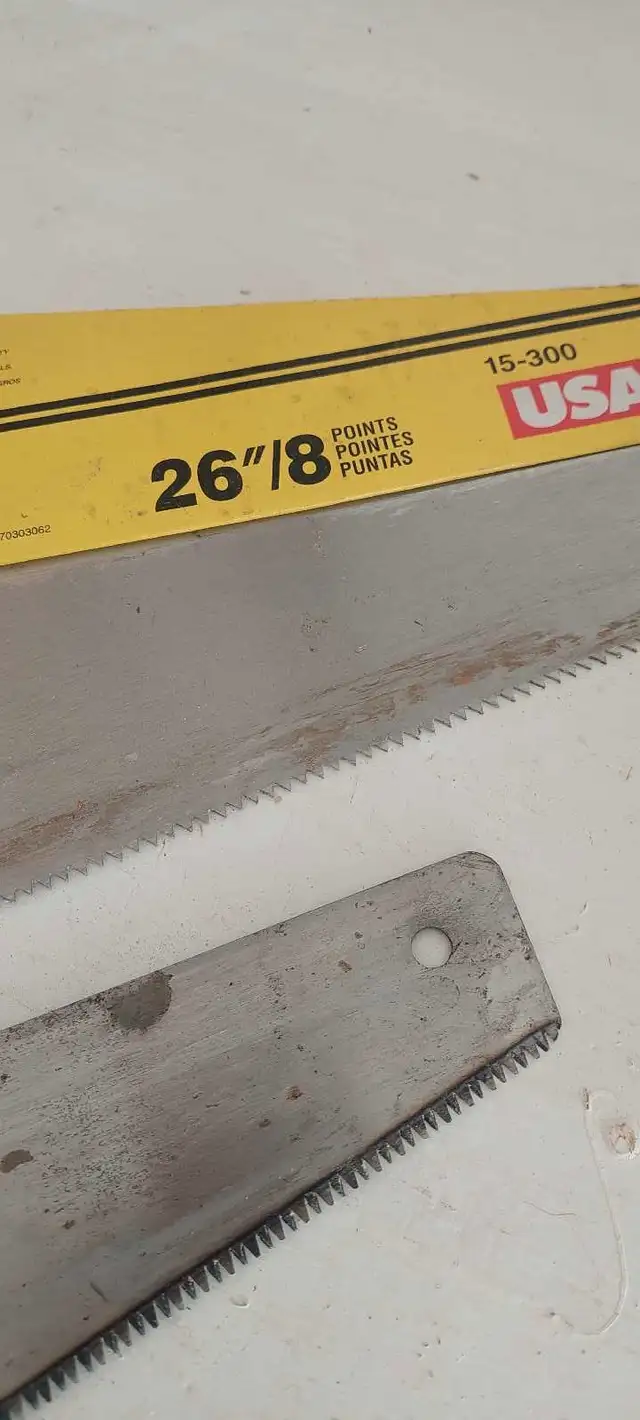 15-300
USA
26"/8 POINTS
POINTES
PUNTAS
70303062